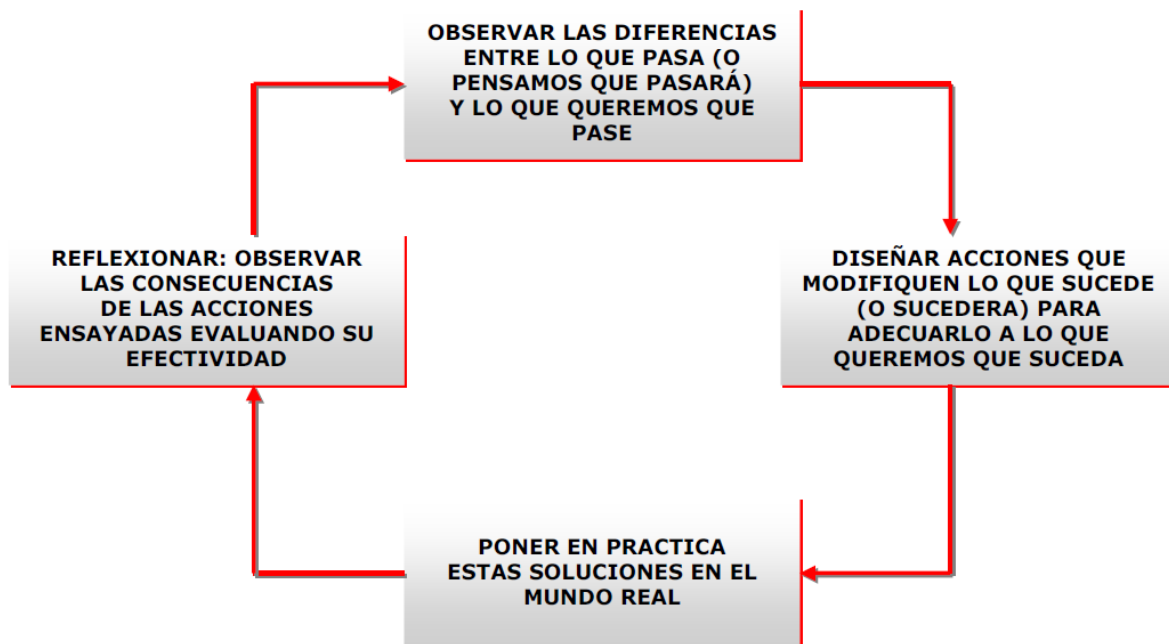 OBSERVAR LAS DIFERENCIAS
ENTRE LO QUE PASA (O
PENSAMOS QUE PASARÁ)
Y LO QUE QUEREMOS QUE
PASE
DISEÑAR ACCIONES QUE
MODIFIQUEN LO QUE SUCEDE
(O SUCEDERA) PARA
ADECUARLO A LO QUE
QUEREMOS QUE SUCEDA
PONER EN PRACTICA
ESTAS SOLUCIONES EN EL
MUNDO REAL
REFLEXIONAR: OBSERVAR
LAS CONSECUENCIAS
DE LAS ACCIONES
ENSAYADAS EVALUANDO SU
EFECTIVIDAD